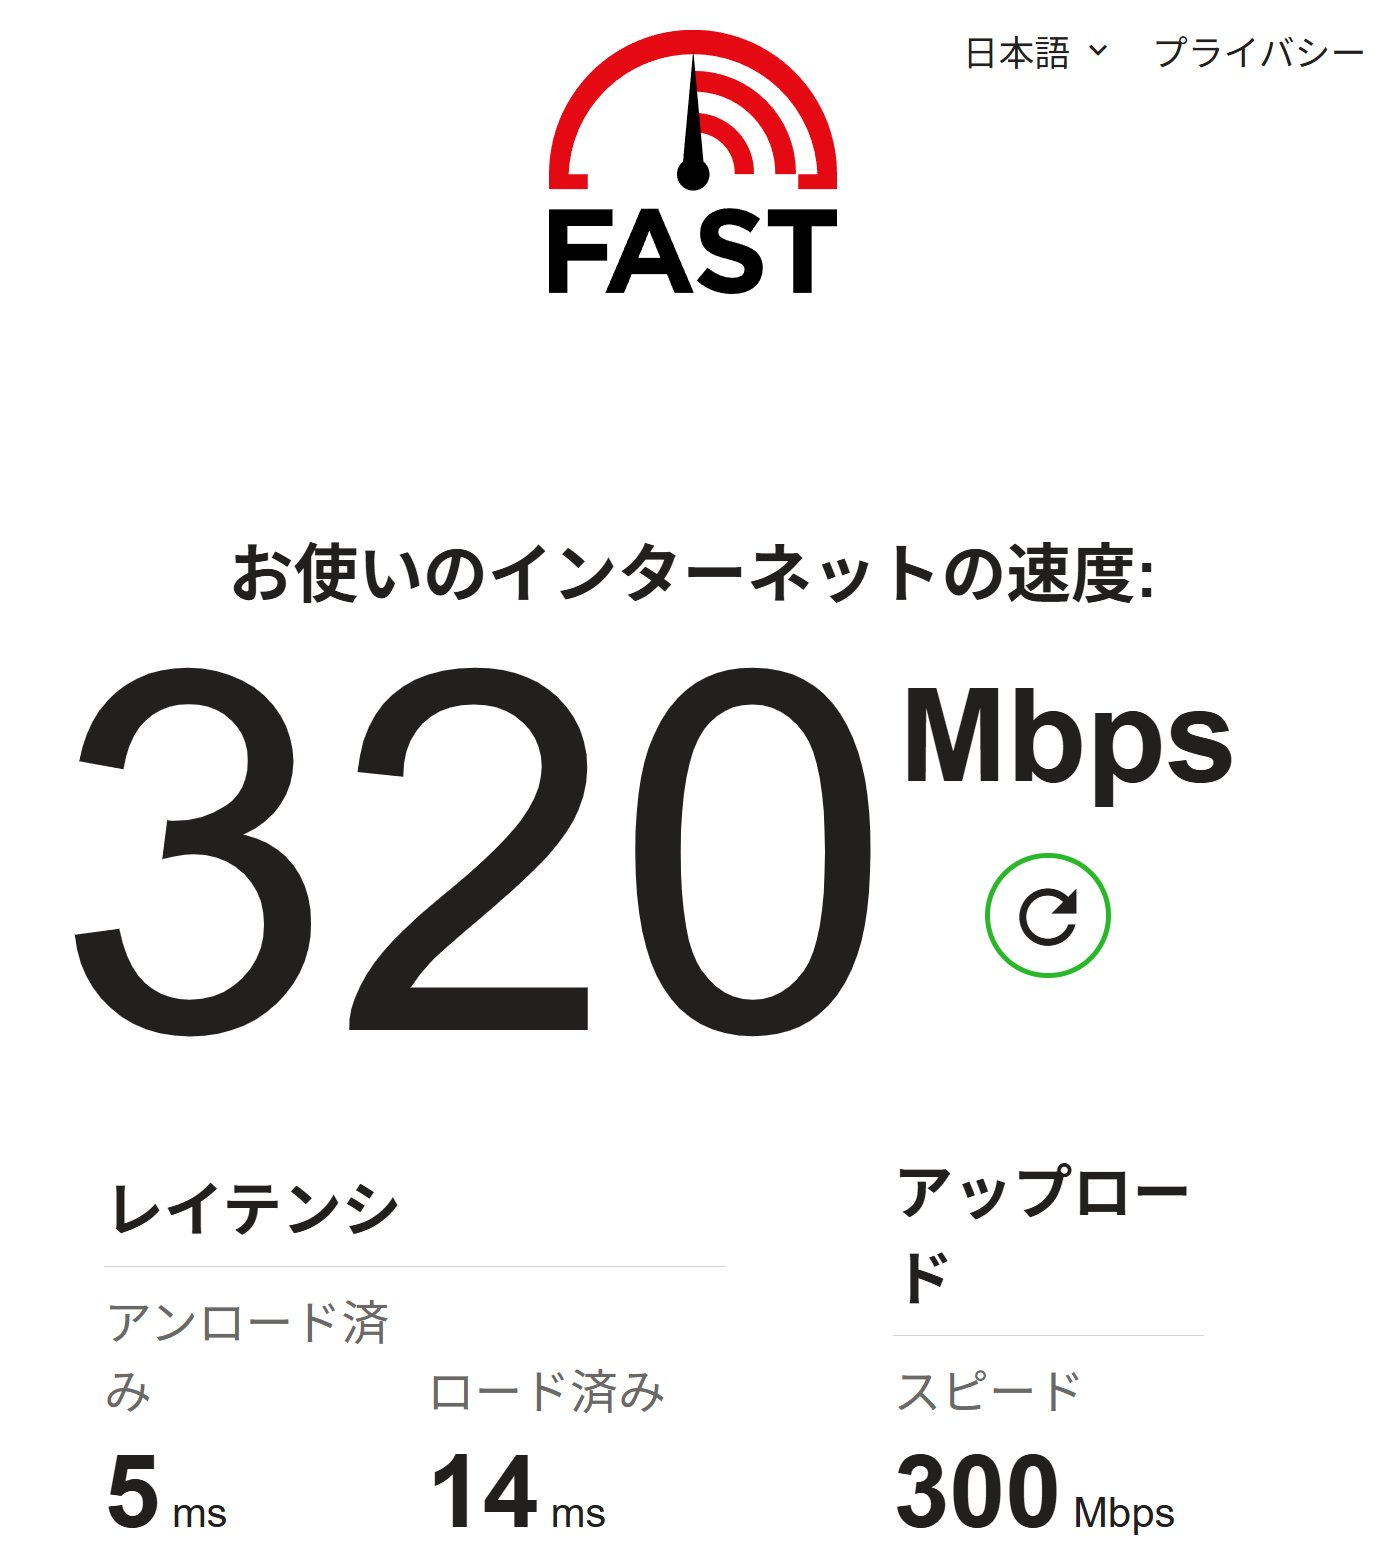 日本語 プライバシー
FAST
お使いのインターネットの速度:
320 Mbps
レイテンシ
アンロード済
み
5 ms
ロード済み
14 ms
アップロー
ド
スピード
300 Mbps